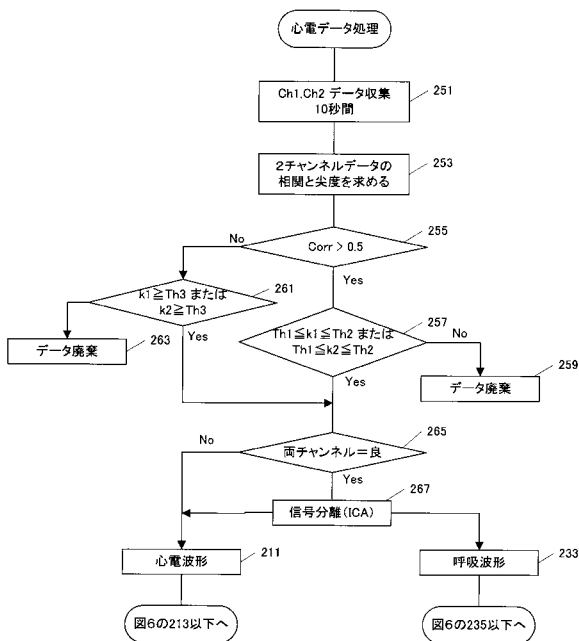 心電データ処理
Ch1,Ch2 データ収集
10秒間
251
2チャンネルデータの
相関と尖度を求める
253
Corr > 0.5
255
No
Yes
k1≧Th3 または
k2≧Th3
261
Yes
データ廃棄
263
Th1≦k1≦Th2 または
Th1≦k2≦Th2
257
No
Yes
データ廃棄
259
両チャンネル=良
265
No
Yes
信号分離(ICA)
267
心電波形
211
呼吸波形
233
図6の213以下へ
図6の235以下へ